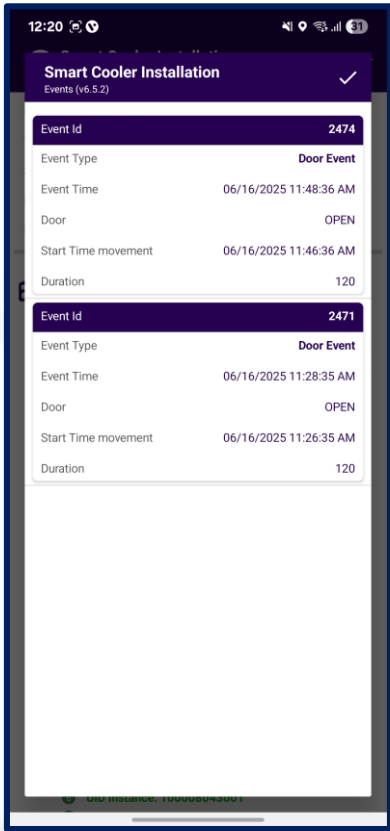 12:20
31
Smart Cooler Installation
Events (v6.5.2)
Event Id 2474
Event Type Door Event
Event Time 06/16/2025 11:48:36 AM
Door OPEN
Start Time movement 06/16/2025 11:46:36 AM
Duration 120
Event Id 2471
Event Type Door Event
Event Time 06/16/2025 11:28:35 AM
Door OPEN
Start Time movement 06/16/2025 11:26:35 AM
Duration 120